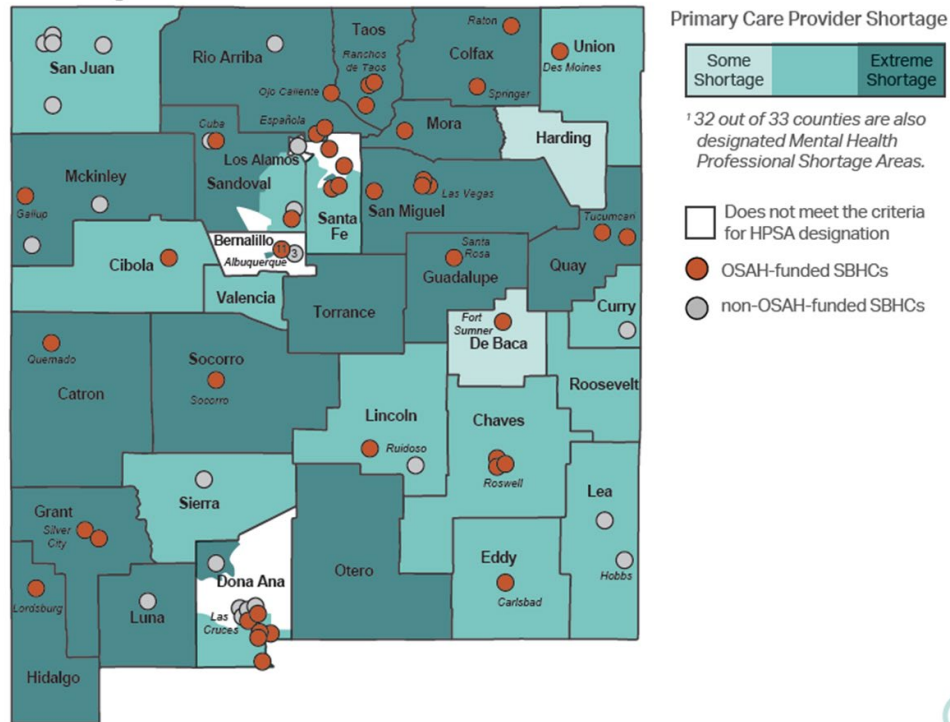 Primary Care Provider Shortage
Some
Shortage
Extreme
Shortage
1 32 out of 33 counties are also
designated Mental Health
Professional Shortage Areas.
Does not meet the criteria
for HPSA designation
OSAH-funded SBHCs
non-OSAH-funded SBHCs
San Juan
Rio Arriba
Taos
Ranchos
de Taos
Ojo Caliente
Colfax
Raton
Springer
Union
Des Moines
Española
Mora
Harding
Cuba
Los Alamos
Sandoval
Mckinley
Gallup
Santa
Fe
San Miguel
Las Vegas
Tucumcari
Bernalillo
Albuquerque
11
3
Cibola
Valencia
Santa
Rosa
Guadalupe
Quay
Torrance
Curry
Fort
Sumner
De Baca
Quemado
Catron
Socorro
Socorro
Roosevelt
Lincoln
Ruidoso
Chaves
Roswell
Sierra
Lea
Hobbs
Grant
Silver
City
Dona Ana
Las
Cruces
Otero
Eddy
Carlsbad
Lordsburg
Luna
Hidalgo